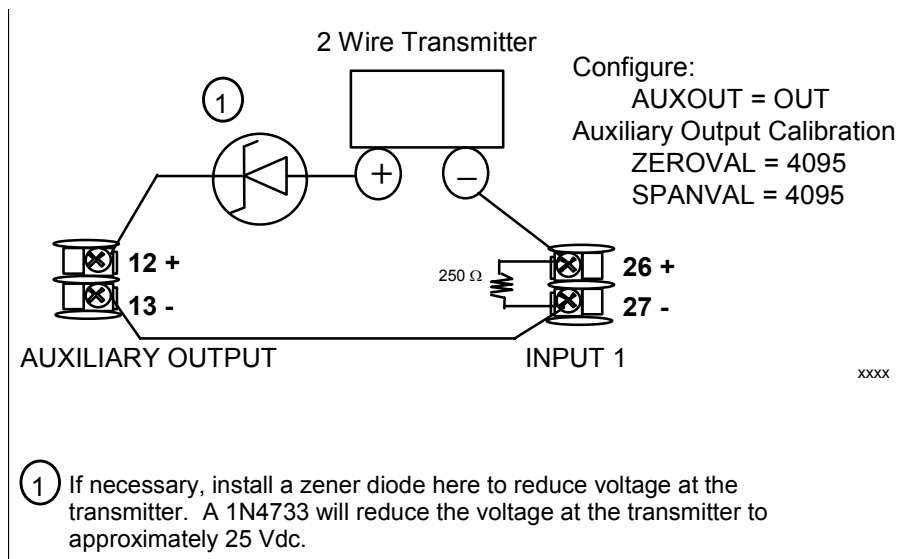 2 Wire Transmitter
Configure:
AUXOUT = OUT
Auxiliary Output Calibration
ZEROVAL = 4095
SPANVAL = 4095
1
+
–
12 +
13 -
250 Ω
26 +
27 -
AUXILIARY OUTPUT
INPUT 1
xxxx
1 If necessary, install a zener diode here to reduce voltage at the
transmitter. A 1N4733 will reduce the voltage at the transmitter to
approximately 25 Vdc.